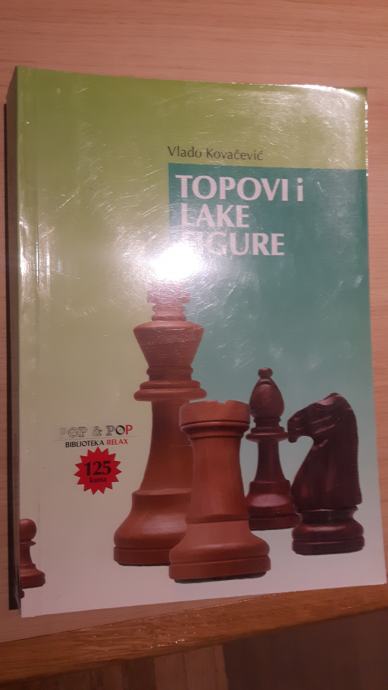 Vlado Kovačević
TOPOVI i
LAKE
FIGURE
POP & POP
BIBLIOTEKA RELAX
125
kuna